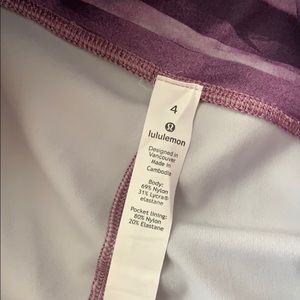 4
lululemon
Designed in
Vancouver
Made in
Cambodia
Body:
69% Nylon
31% Lycra®
elastane
Pocket lining:
80% Nylon
20% Elastane